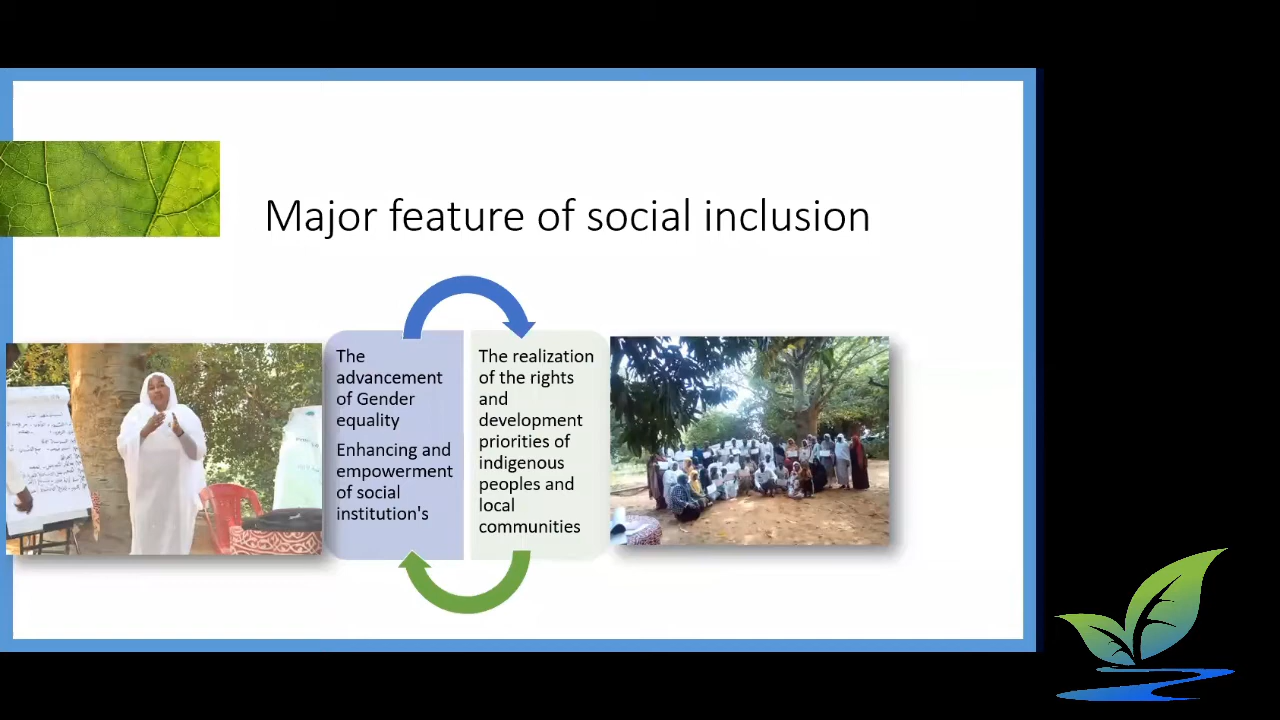 Major feature of social inclusion
The
advancement
of Gender
equality
Enhancing and
empowerment
of social
institution's
The realization
of the rights
and
development
priorities of
indigenous
peoples and
local
communities